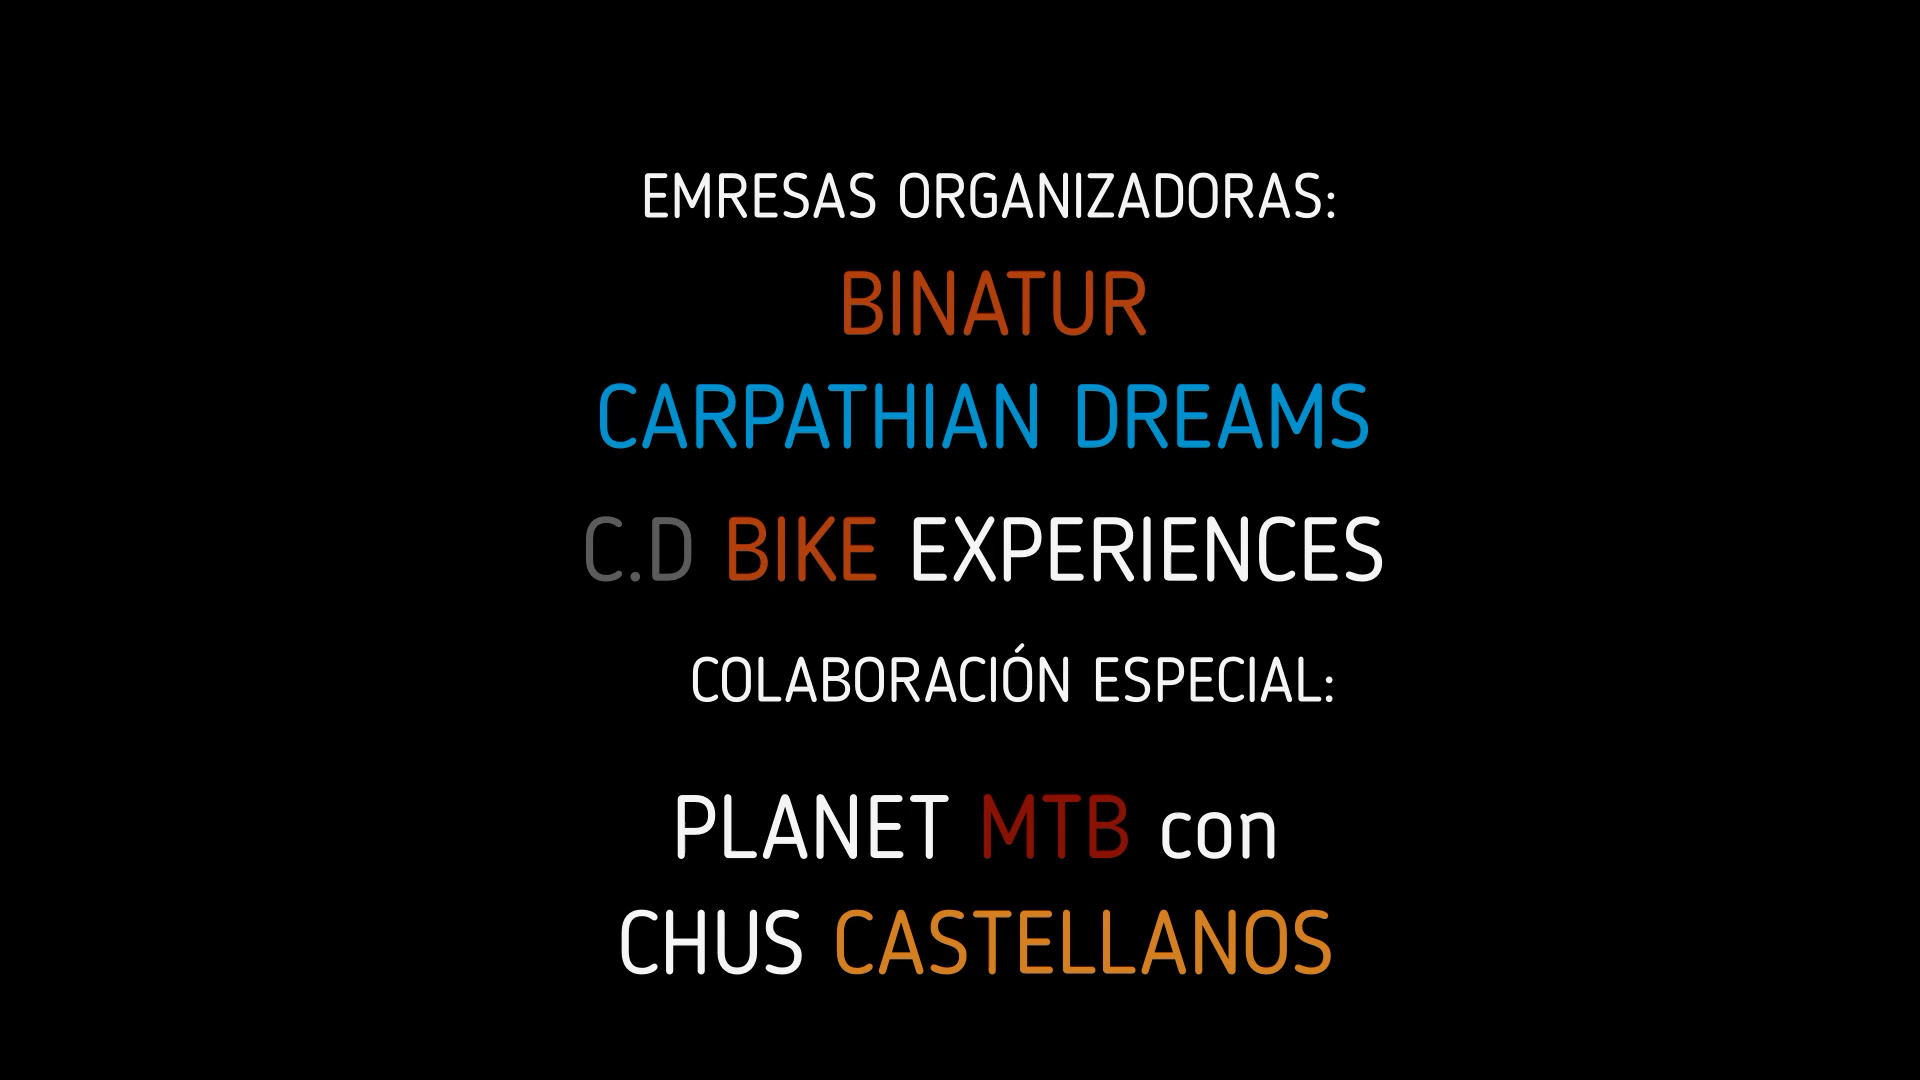 EMRESAS ORGANIZADORAS:
BINATUR
CARPATHIAN DREAMS
C.D BIKE EXPERIENCES
COLABORACIÓN ESPECIAL:
PLANET MTB con
CHUS CASTELLANOS